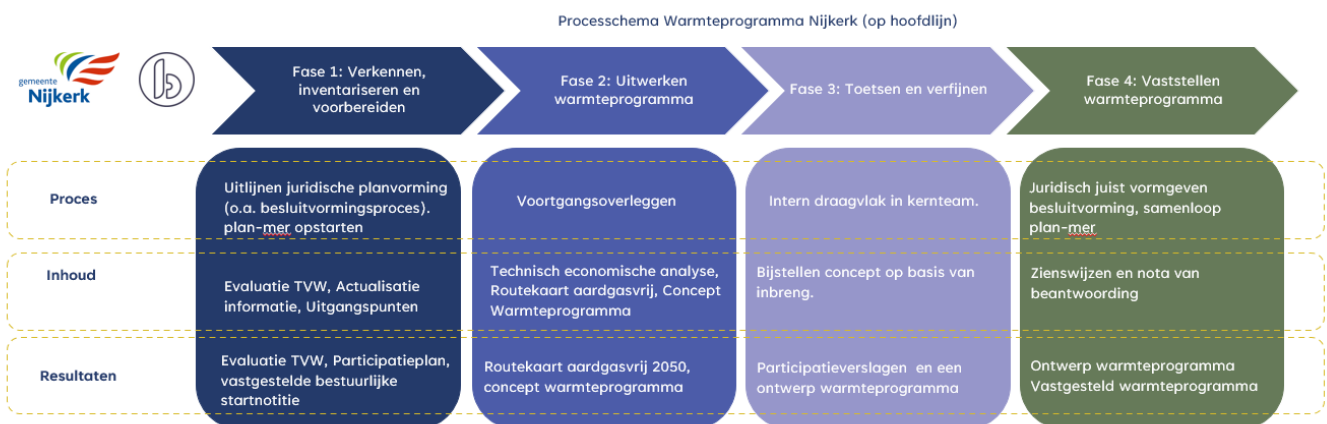 Processchema Warmteprogramma Nijkerk (op hoofdlijn)
gemeente
Nijkerk
Fase 1: Verkennen,
inventariseren en
voorbereiden
Fase 2: Uitwerken
warmteprogramma
Fase 3: Toetsen en verfijnen
Fase 4: Vaststellen
warmteprogramma
Proces
Uitlijnen juridische planvorming
(o.a. besluitvormingsproces).
plan-mer opstarten
Voortgangsoverleggen
Intern draagvlak in kernteam.
Juridisch juist vormgeven
besluitvorming, samenloop
plan-mer
Inhoud
Evaluatie TVW, Actualisatie
informatie, Uitgangspunten
Technisch economische analyse,
Routekaart aardgasvrij, Concept
Warmteprogramma
Bijstellen concept op basis van
inbreng.
Zienswijzen en nota van
beantwoording
Resultaten
Evaluatie TVW, Participatieplan,
vastgestelde bestuurlijke
startnotitie
Routekaart aardgasvrij 2050,
concept warmteprogramma
Participatieverslagen en een
ontwerp warmteprogramma
Ontwerp warmteprogramma
Vastgesteld warmteprogramma